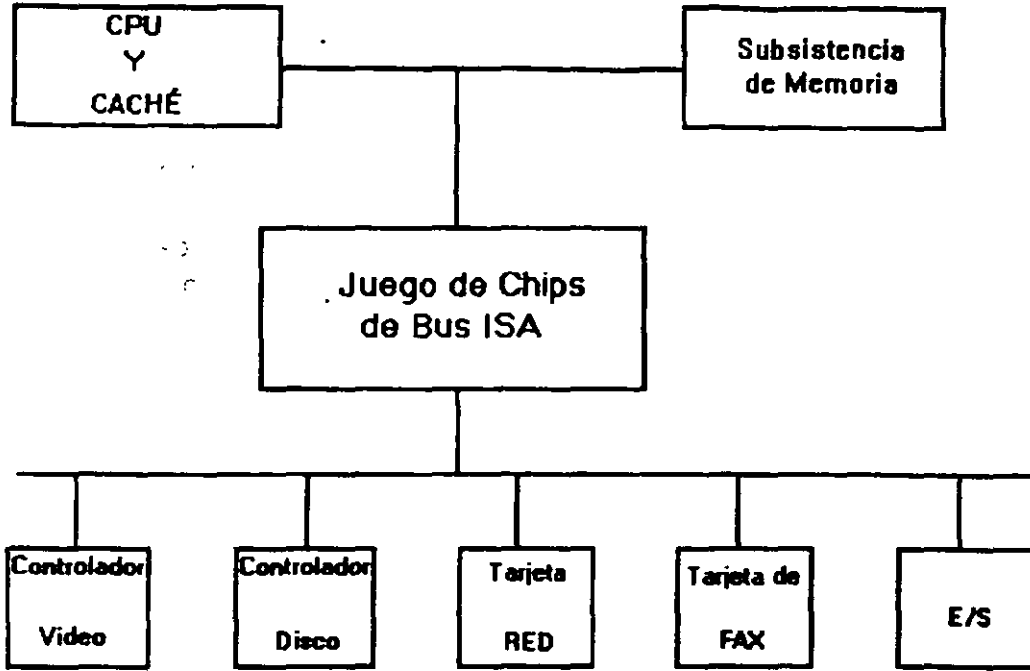 CPU
Y
CACHÉ
Subsistencia
de Memoria
Juego de Chips
de Bus ISA
Controlador
Video
Controlador
Disco
Tarjeta
RED
Tarjeta de
FAX
E/S